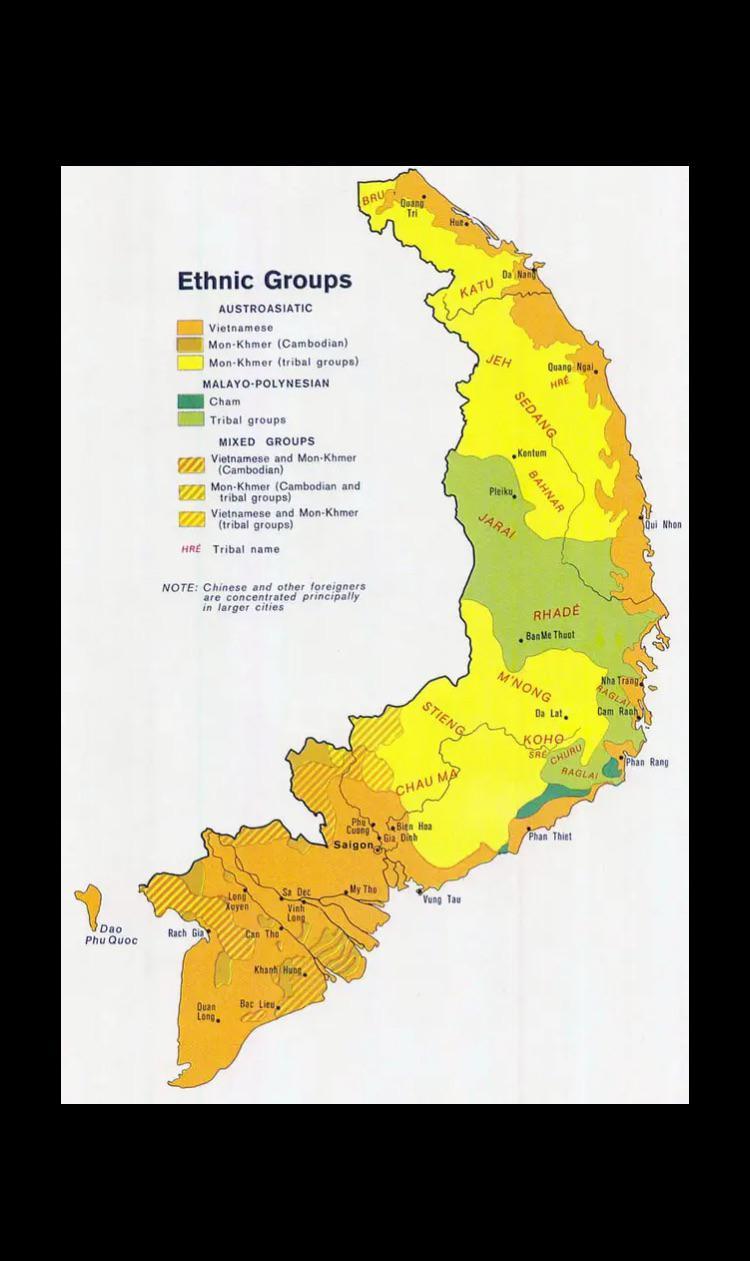 Ethnic Groups
AUSTROASIATIC
Vietnamese
Mon-Khmer (Cambodian)
Mon-Khmer (tribal groups)
MALAYO-POLYNESIAN
Cham
Tribal groups
MIXED GROUPS
Vietnamese and Mon-Khmer
(Cambodian)
Mon-Khmer (Cambodian and
tribal groups)
Vietnamese and Mon-Khmer
(tribal groups)
HRÉ Tribal name
NOTE: Chinese and other foreigners
are concentrated principally
in larger cities
BRU
Quang
Tri
Hue
Da Nang
KATU
JEH
Quang Ngai
HRÉ
SEDANG
Kontum
BAHNAR
Pleiku
JARAI
Qui Nhon
RHADÉ
Ban Me Thuot
M'NONG
Nha Trang
RAGLAI
Cam Ranh
Da Lat
STIENG
KOHO
SRÉ
CHURU
Phan Rang
RAGLAI
CHAU MA
Phu
Cuong
Bien Hoa
Gia Dinh
Saigon
Phan Thiet
Vung Tau
My Tho
Sa Dec
Long
Xuyen
Vinh
Long
Dao
Phu Quoc
Rach Gia
Can Tho
Khanh Hung
Quan
Long
Bac Lieu